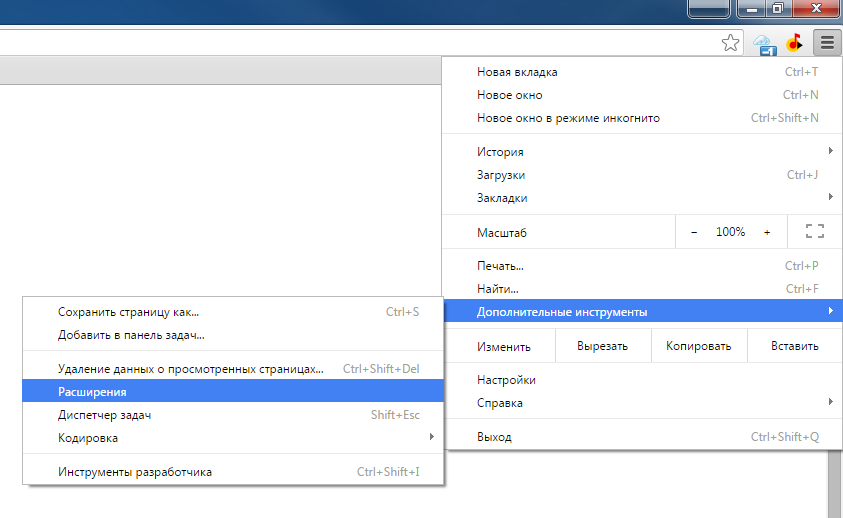 Новая вкладка Ctrl+T
Новое окно Ctrl+N
Новое окно в режиме инкогнито Ctrl+Shift+N
История
Загрузки Ctrl+J
Закладки
Масштаб − 100% +
Печать... Ctrl+P
Найти... Ctrl+F
Дополнительные инструменты
Изменить Вырезать Копировать Вставить
Настройки
Справка
Выход Ctrl+Shift+Q
Сохранить страницу как... Ctrl+S
Добавить в панель задач...
Удаление данных о просмотренных страницах... Ctrl+Shift+Del
Расширения
Диспетчер задач Shift+Esc
Кодировка
Инструменты разработчика Ctrl+Shift+I